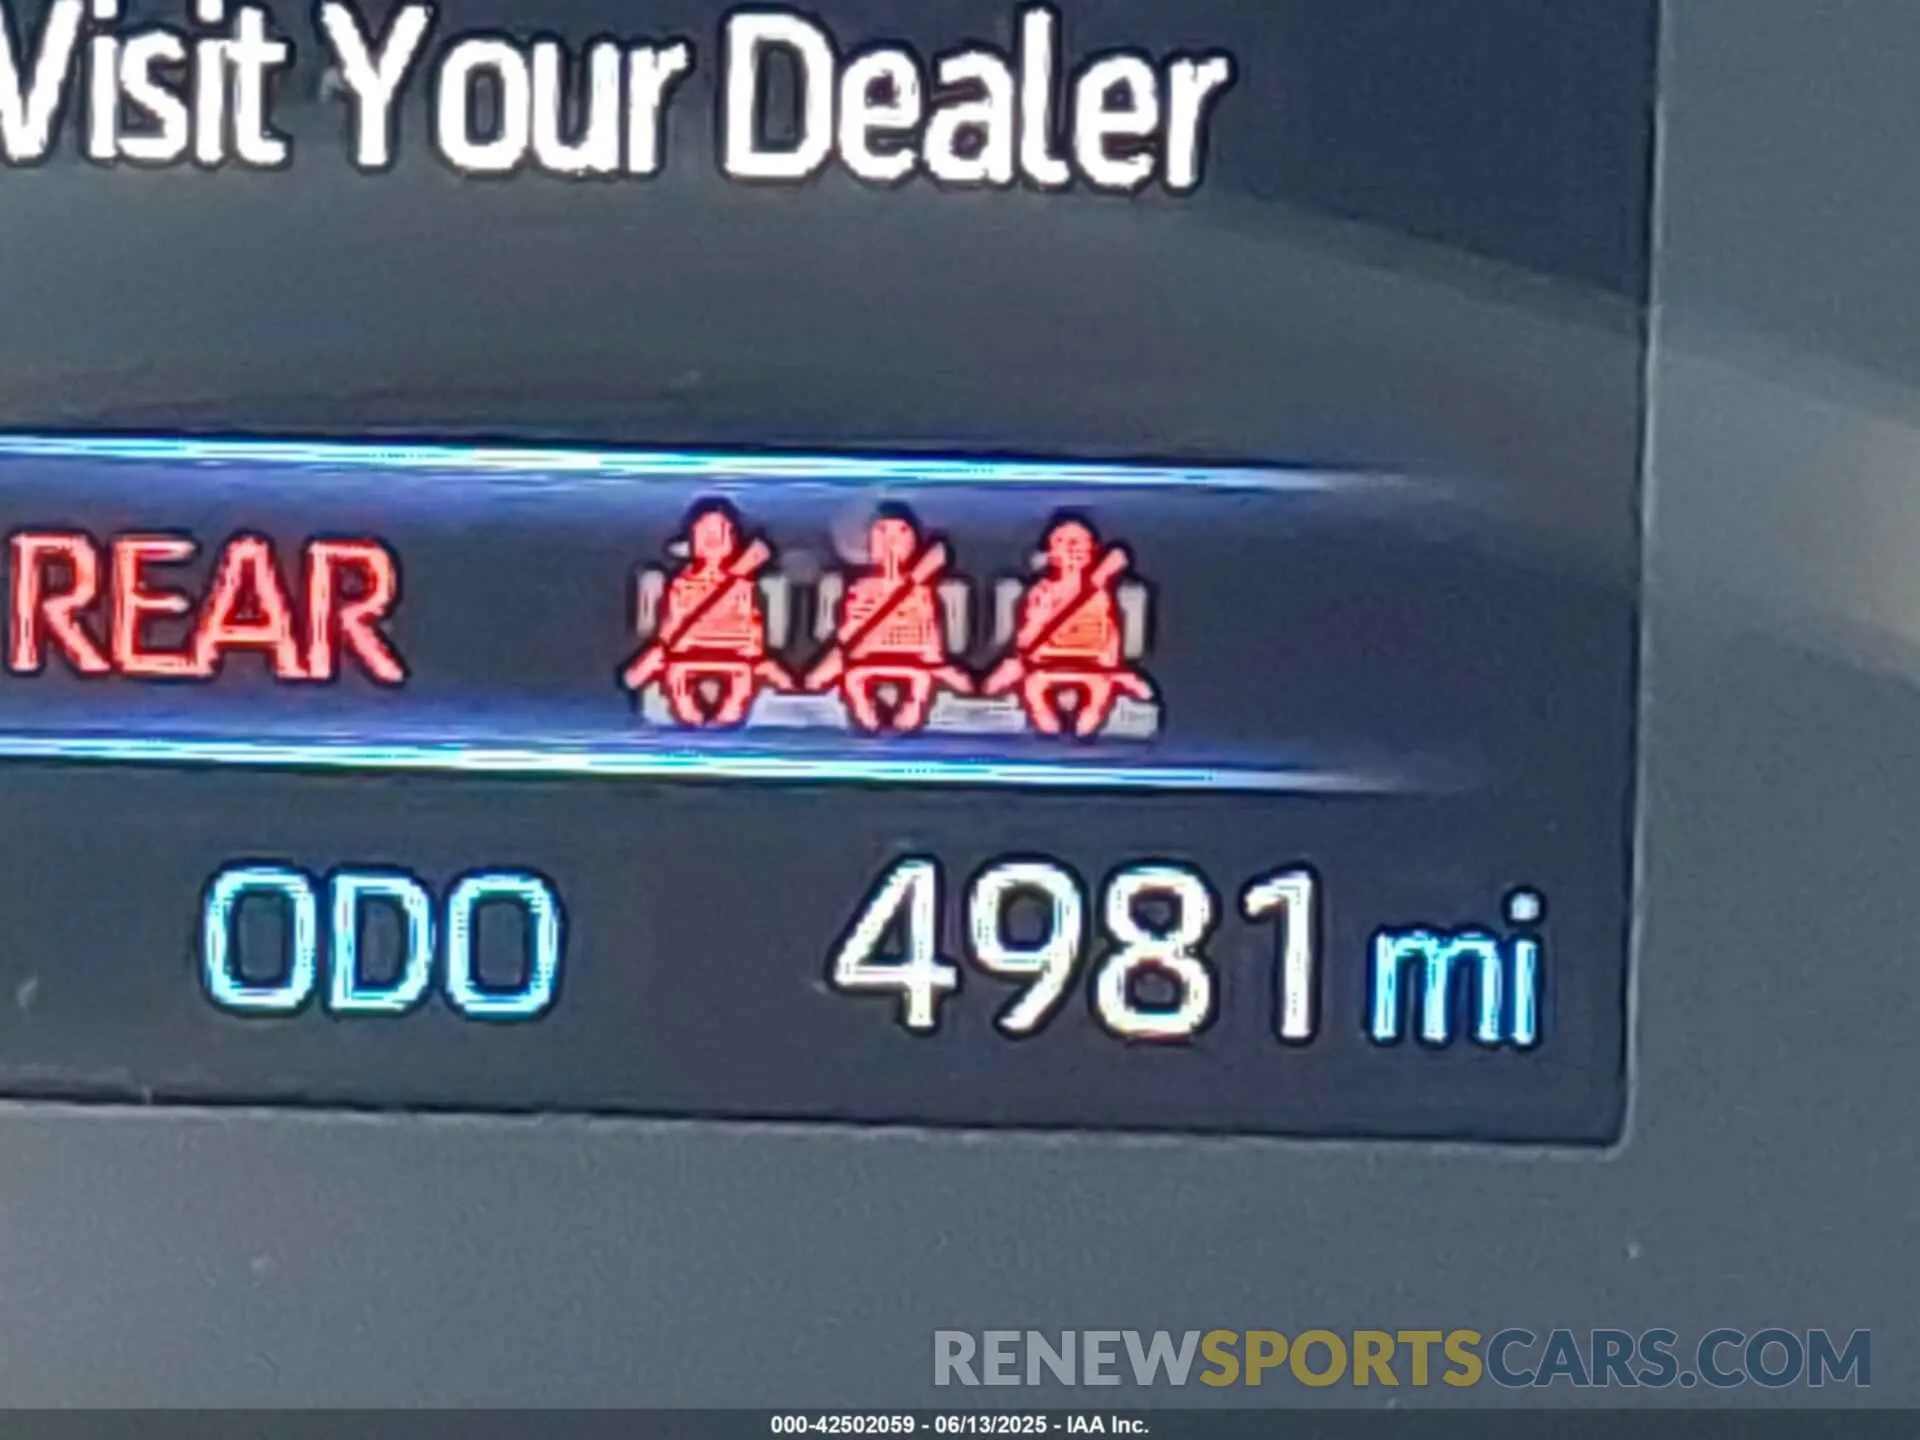 Visit Your Dealer
REAR
ODO 4981 mi
RENEWSPORTSCARS.COM
000-42502059 - 06/13/2025 - IAA Inc.